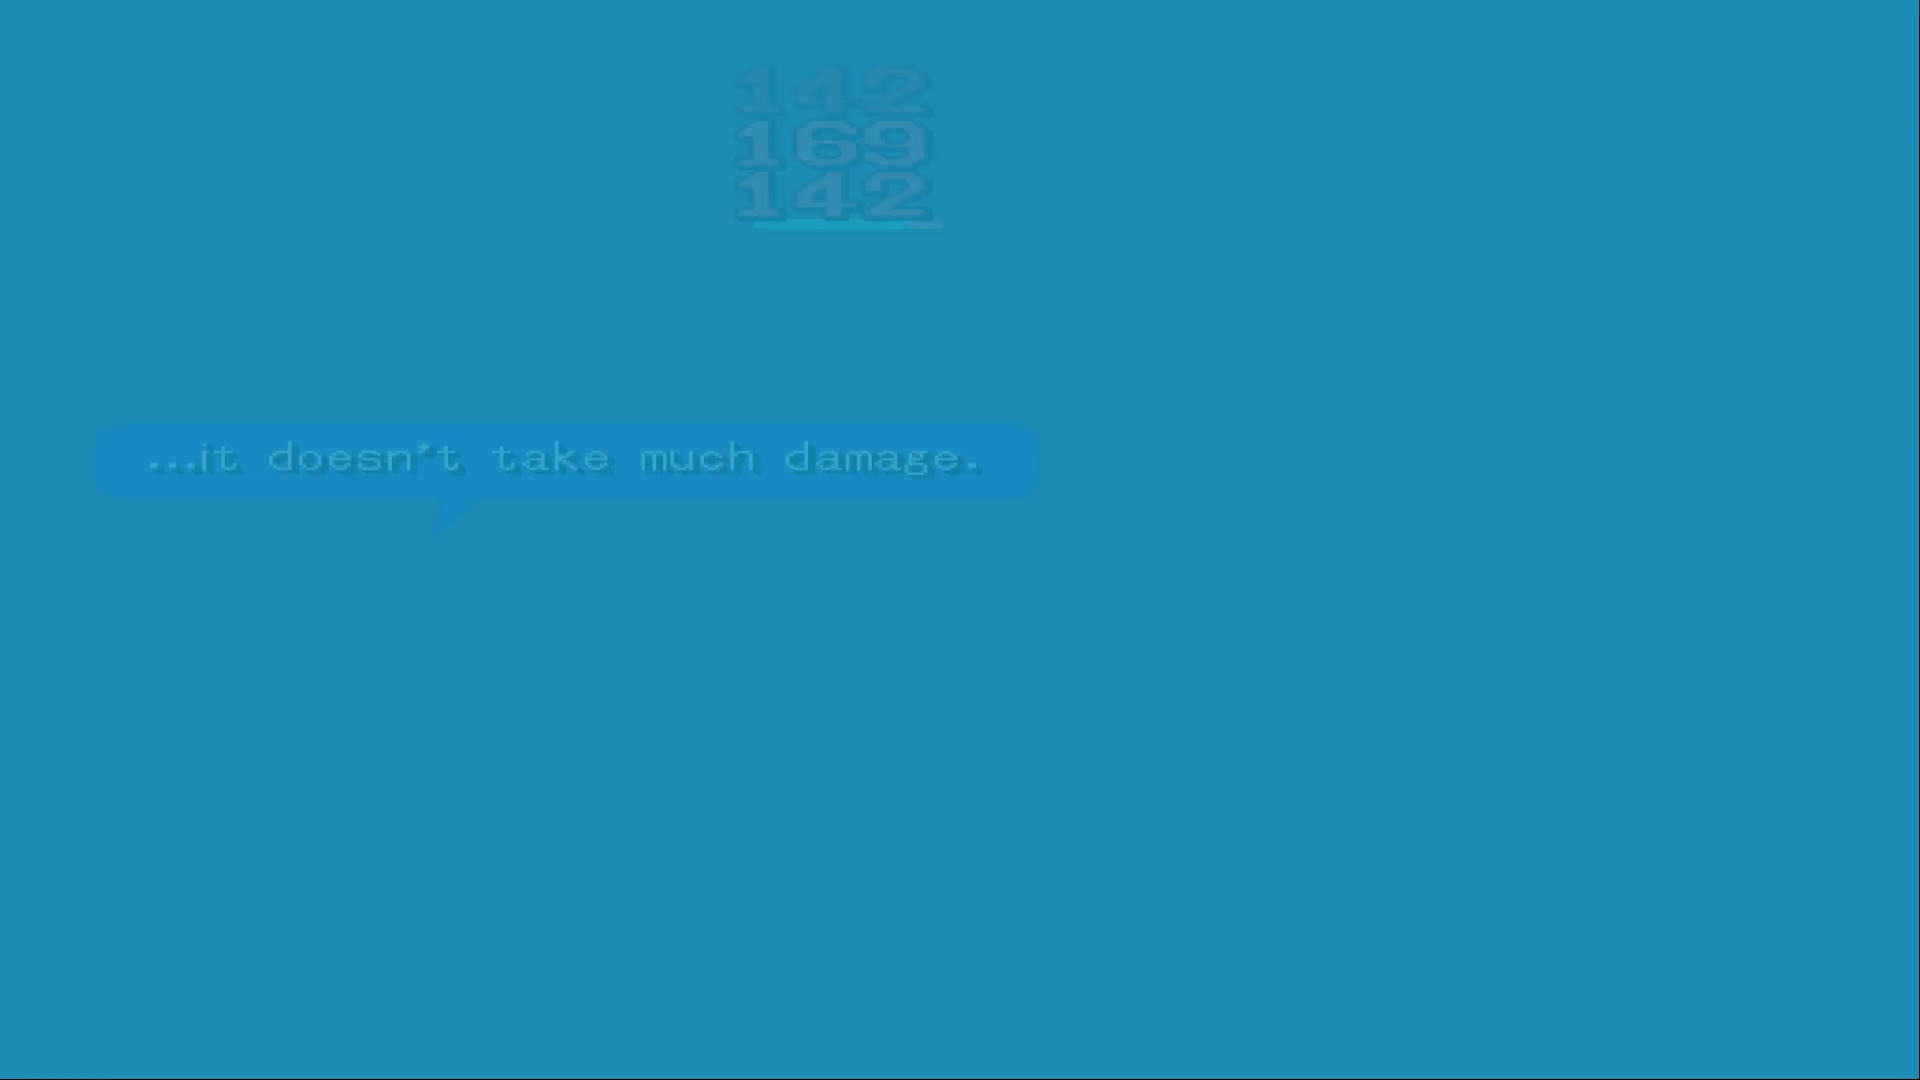 142
169
142
...it doesn't take much damage.